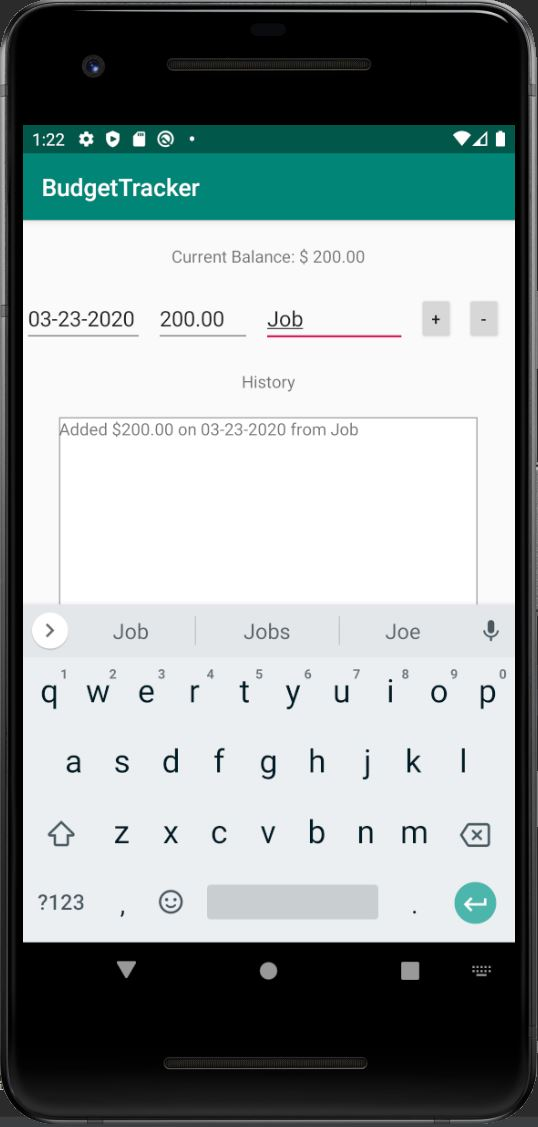 1:22
BudgetTracker
Current Balance: $ 200.00
03-23-2020 200.00 Job + -
History
Added $200.00 on 03-23-2020 from Job
Job Jobs Joe
1 2 3 4 5 6 7 8 9 0
q w e r t y u i o p
a s d f g h j k l
z x c v b n m
?123 , .